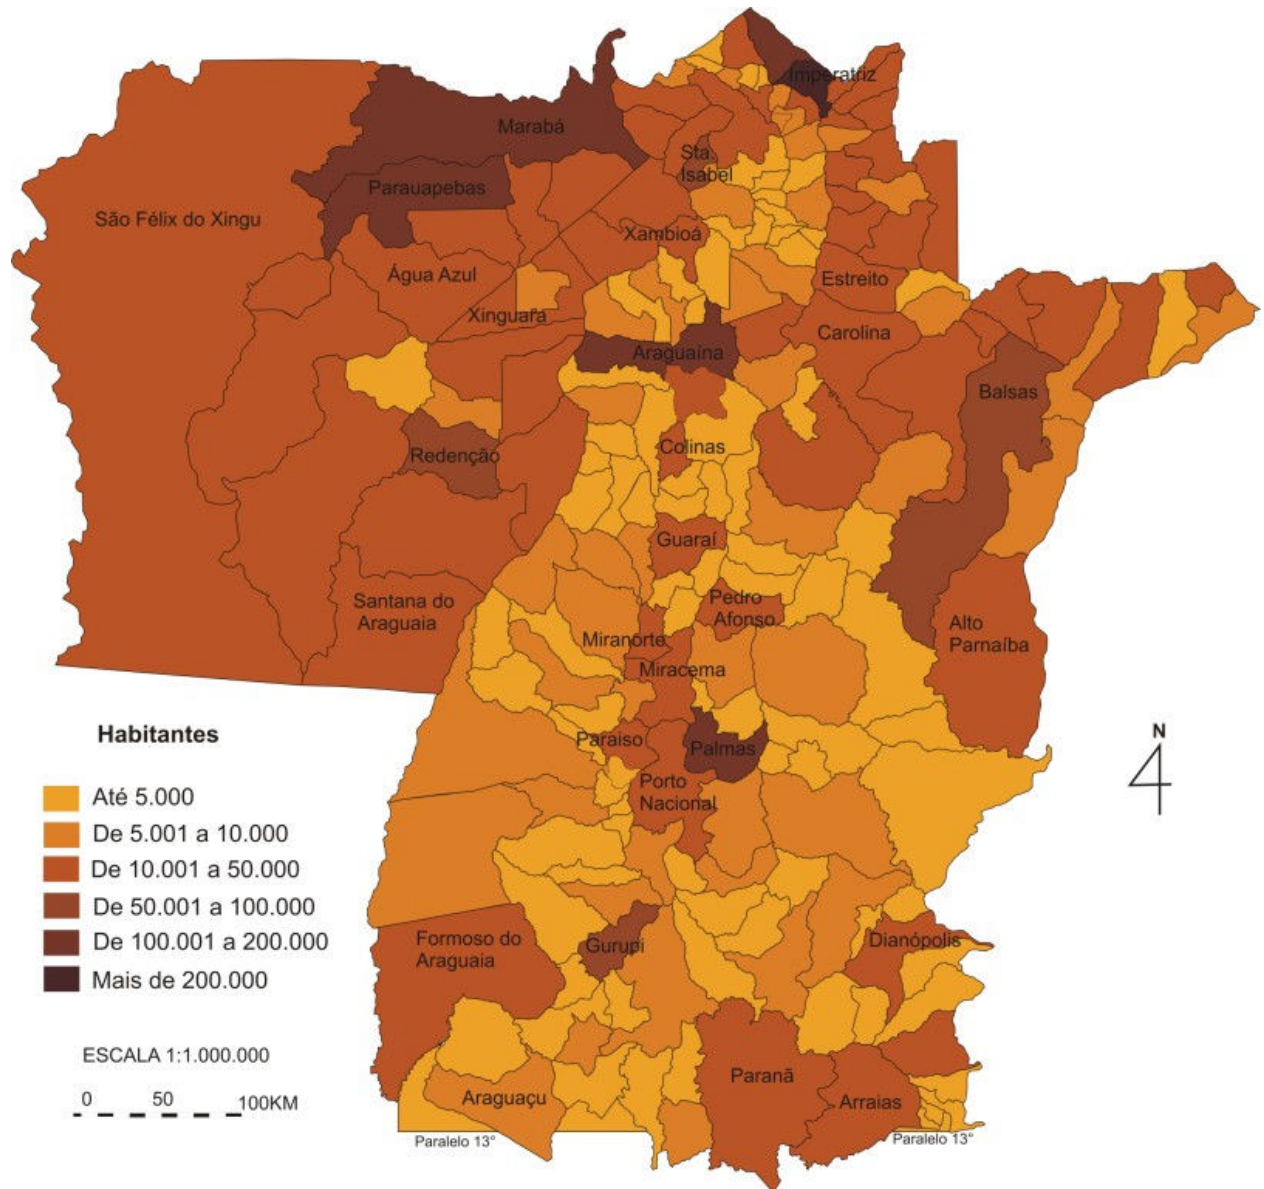 Imperatriz
Marabá
Sta.
Isabel
Parauapebas
São Félix do Xingu
Xambioá
Água Azul
Estreito
Xinguara
Carolina
Araguaína
Balsas
Colinas
Redenção
Guaraí
Santana do
Araguaia
Pedro
Afonso
Alto
Parnaíba
Miranorte
Miracema
Paraiso
Palmas
Porto
Nacional
Formoso do
Araguaia
Gurupi
Dianópolis
Paranã
Araguaçu
Arraias
Paralelo 13°
Paralelo 13°
N
Habitantes
Até 5.000
De 5.001 a 10.000
De 10.001 a 50.000
De 50.001 a 100.000
De 100.001 a 200.000
Mais de 200.000
ESCALA 1:1.000.000
0 50 100KM